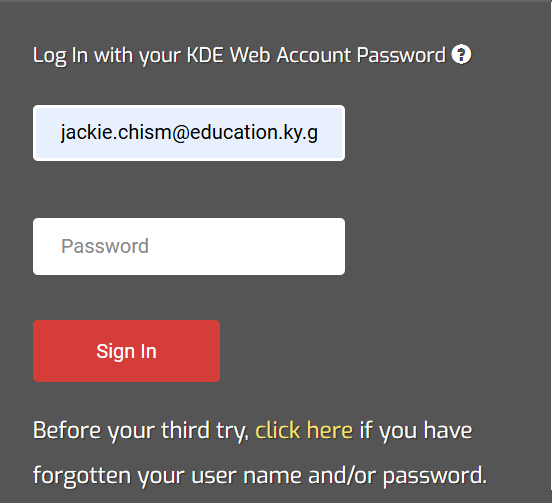 Log In with your KDE Web Account Password ?
jackie.chism@education.ky.g
Password
Sign In
Before your third try, click here if you have
forgotten your user name and/or password.